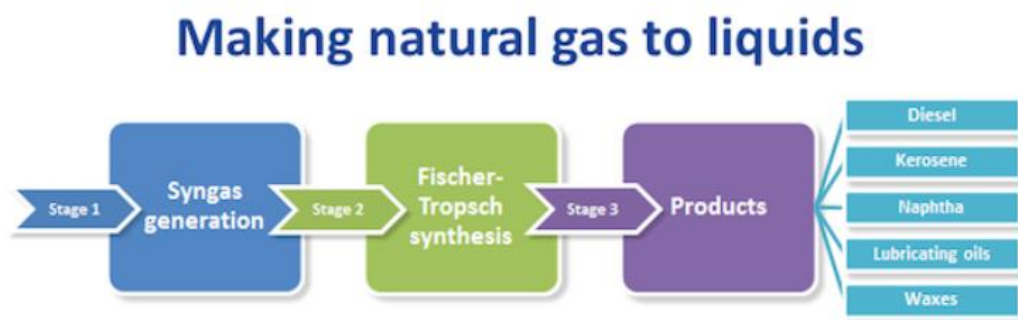 Making natural gas to liquids
Stage 1
Syngas
generation
Stage 2
Fischer-
Tropsch
synthesis
Stage 3
Products
Diesel
Kerosene
Naphtha
Lubricating oils
Waxes